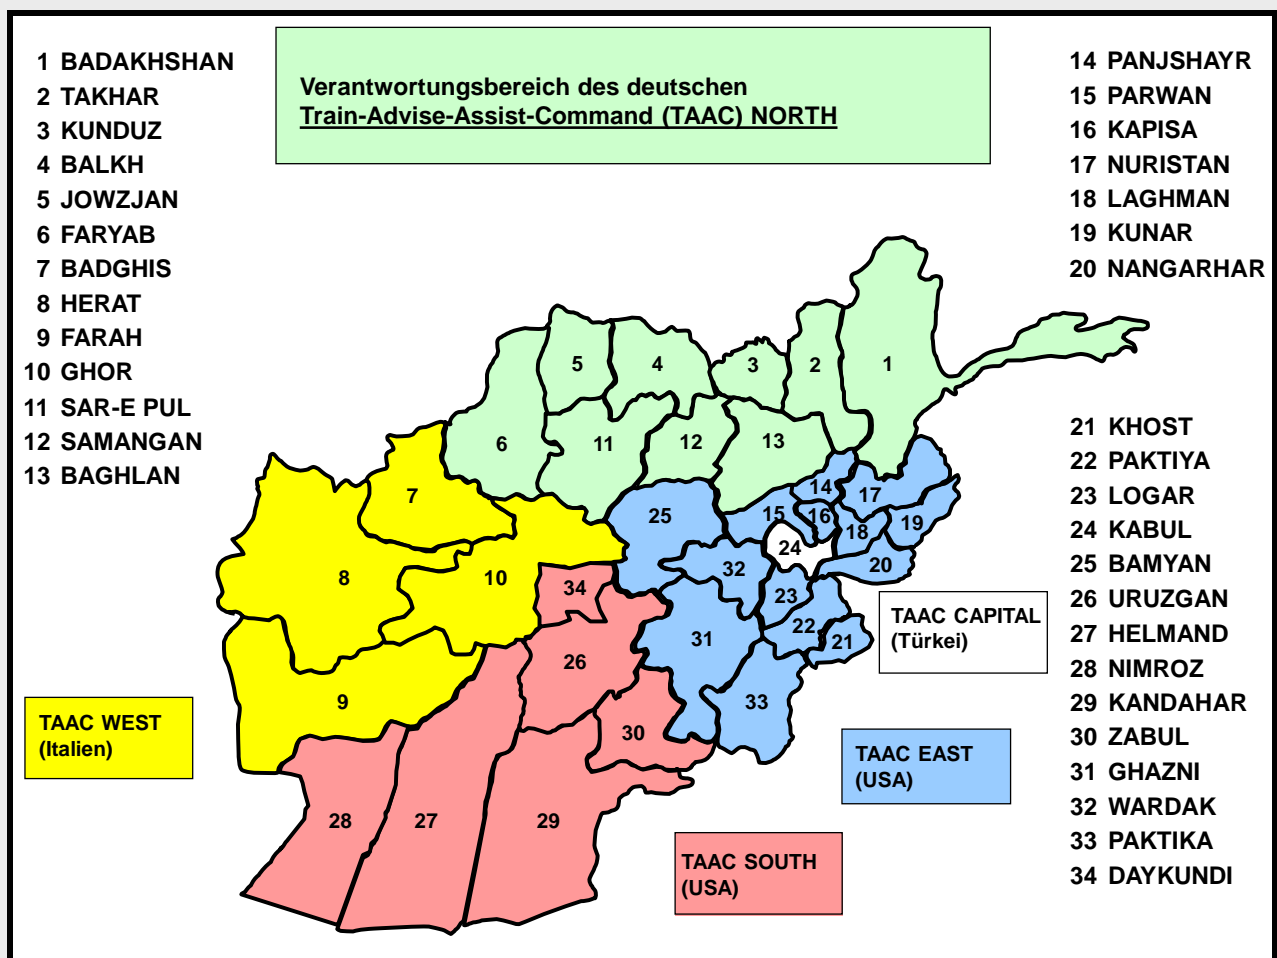 1 BADAKHSHAN
2 TAKHAR
3 KUNDUZ
4 BALKH
5 JOWZJAN
6 FARYAB
7 BADGHIS
8 HERAT
9 FARAH
10 GHOR
11 SAR-E PUL
12 SAMANGAN
13 BAGHLAN
Verantwortungsbereich des deutschen
Train-Advise-Assist-Command (TAAC) NORTH
14 PANJSHAYR
15 PARWAN
16 KAPISA
17 NURISTAN
18 LAGHMAN
19 KUNAR
20 NANGARHAR
21 KHOST
22 PAKTIYA
23 LOGAR
24 KABUL
25 BAMYAN
26 URUZGAN
27 HELMAND
28 NIMROZ
29 KANDAHAR
30 ZABUL
31 GHAZNI
32 WARDAK
33 PAKTIKA
34 DAYKUNDI
5
4
3
2
1
6
11
12
13
7
14
17
25
15
16
18
19
24
20
8
10
34
32
23
31
22
21
26
9
33
30
28
27
29
TAAC CAPITAL
(Türkei)
TAAC WEST
(Italien)
TAAC EAST
(USA)
TAAC SOUTH
(USA)